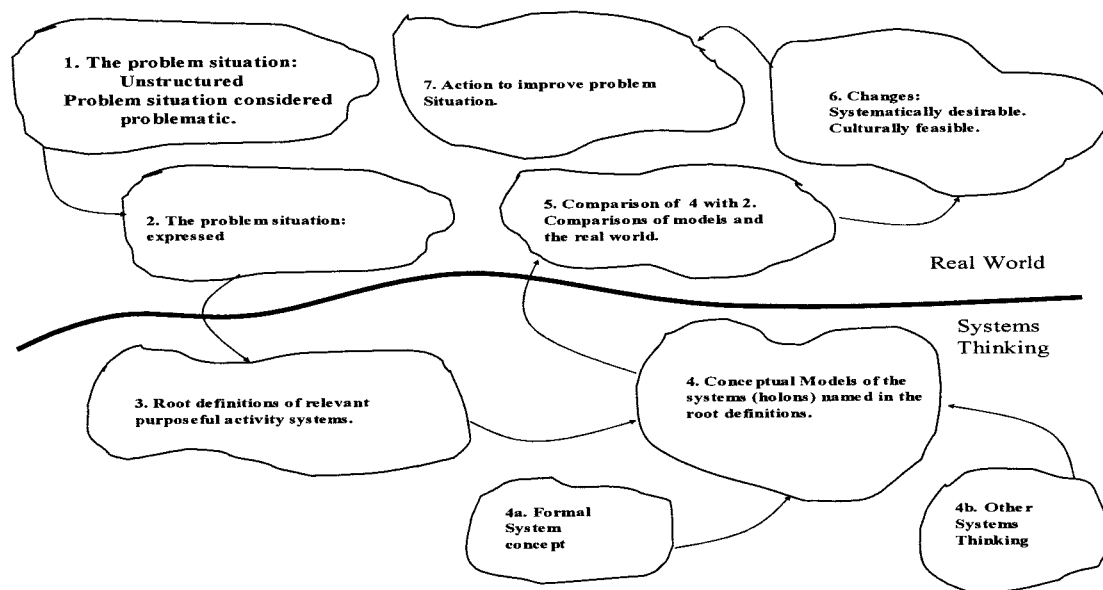 1. The problem situation:
Unstructured
Problem situation considered
problematic.
7. Action to improve problem
Situation.
6. Changes:
Systematically desirable.
Culturally feasible.
2. The problem situation:
expressed
5. Comparison of 4 with 2.
Comparisons of models and
the real world.
Real World
Systems
Thinking
3. Root definitions of relevant
purposeful activity systems.
4. Conceptual Models of the
systems (holons) named in the
root definitions.
4a. Formal
System
concept
4b. Other
Systems
Thinking